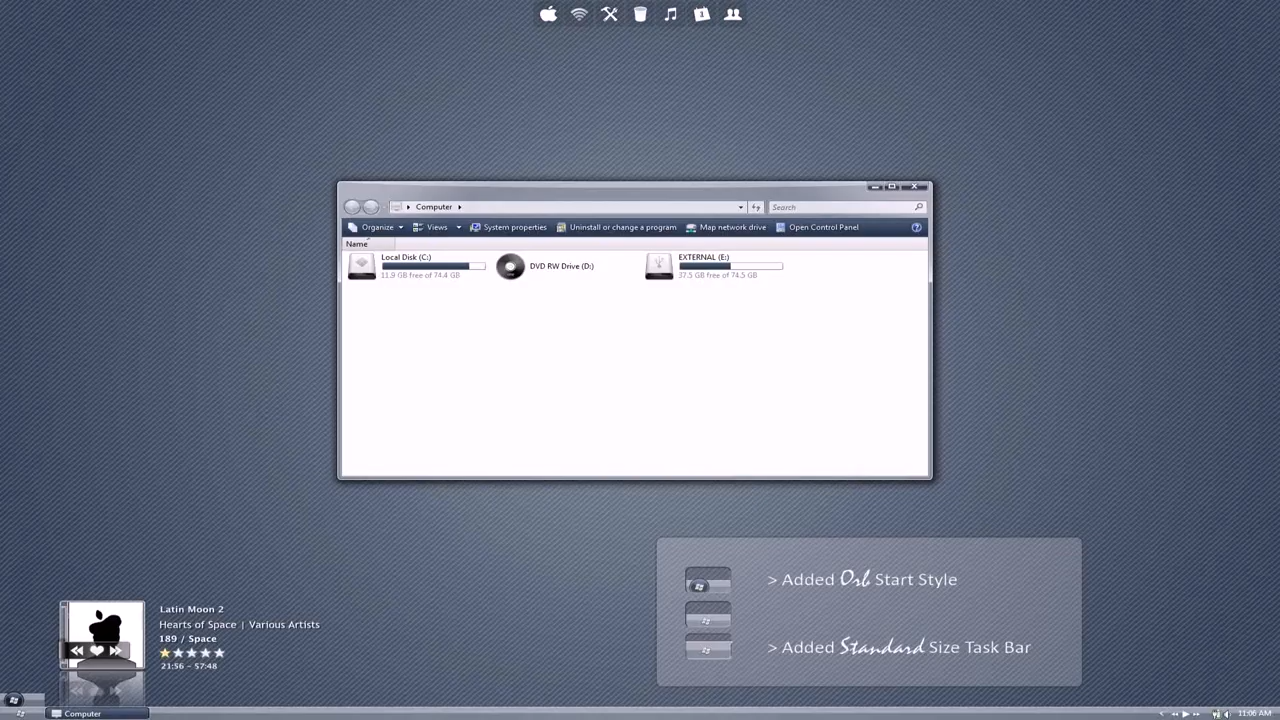 1
Computer
Search
Organize
Views
System properties
Uninstall or change a program
Map network drive
Open Control Panel
?
Name
Local Disk (C:)
11.9 GB free of 74.4 GB
DVD RW Drive (D:)
EXTERNAL (E:)
37.5 GB free of 74.5 GB
> Added Orb Start Style
> Added Standard Size Task Bar
Latin Moon 2
Hearts of Space | Various Artists
189 / Space
21:56 - 57:48
Computer
11:06 AM